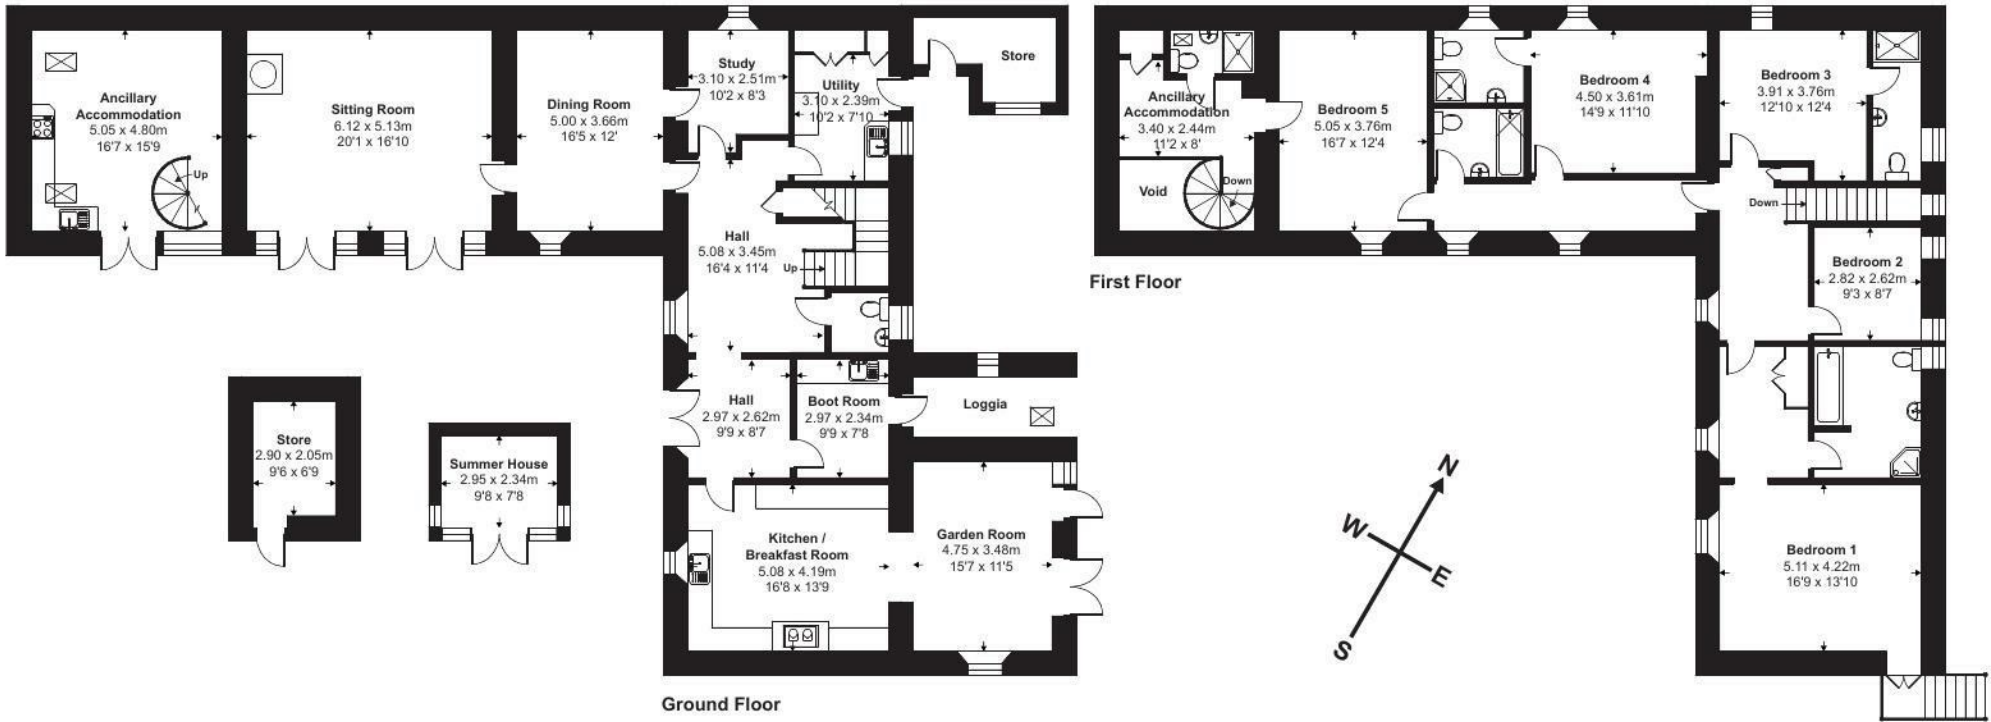 Ancillary
Accommodation
5.05 x 4.80m
16'7 x 15'9
Up
Sitting Room
6.12 x 5.13m
20'1 x 16'10
Dining Room
5.00 x 3.66m
16'5 x 12'
Study
3.10 x 2.51m
10'2 x 8'3
Utility
3.10 x 2.39m
10'2 x 7'10
Store
Hall
5.08 x 3.45m
16'4 x 11'4
Up
Hall
2.97 x 2.62m
9'9 x 8'7
Boot Room
2.97 x 2.34m
9'9 x 7'8
Loggia
Store
2.90 x 2.05m
9'6 x 6'9
Summer House
2.95 x 2.34m
9'8 x 7'8
Kitchen /
Breakfast Room
5.08 x 4.19m
16'8 x 13'9
Garden Room
4.75 x 3.48m
15'7 x 11'5
Ground Floor
Ancillary
Accommodation
3.40 x 2.44m
11'2 x 8'
Void
Down
Bedroom 5
5.05 x 3.76m
16'7 x 12'4
Bedroom 4
4.50 x 3.61m
14'9 x 11'10
Bedroom 3
3.91 x 3.76m
12'10 x 12'4
Down
Bedroom 2
2.82 x 2.62m
9'3 x 8'7
First Floor
Bedroom 1
5.11 x 4.22m
16'9 x 13'10
N
W
E
S